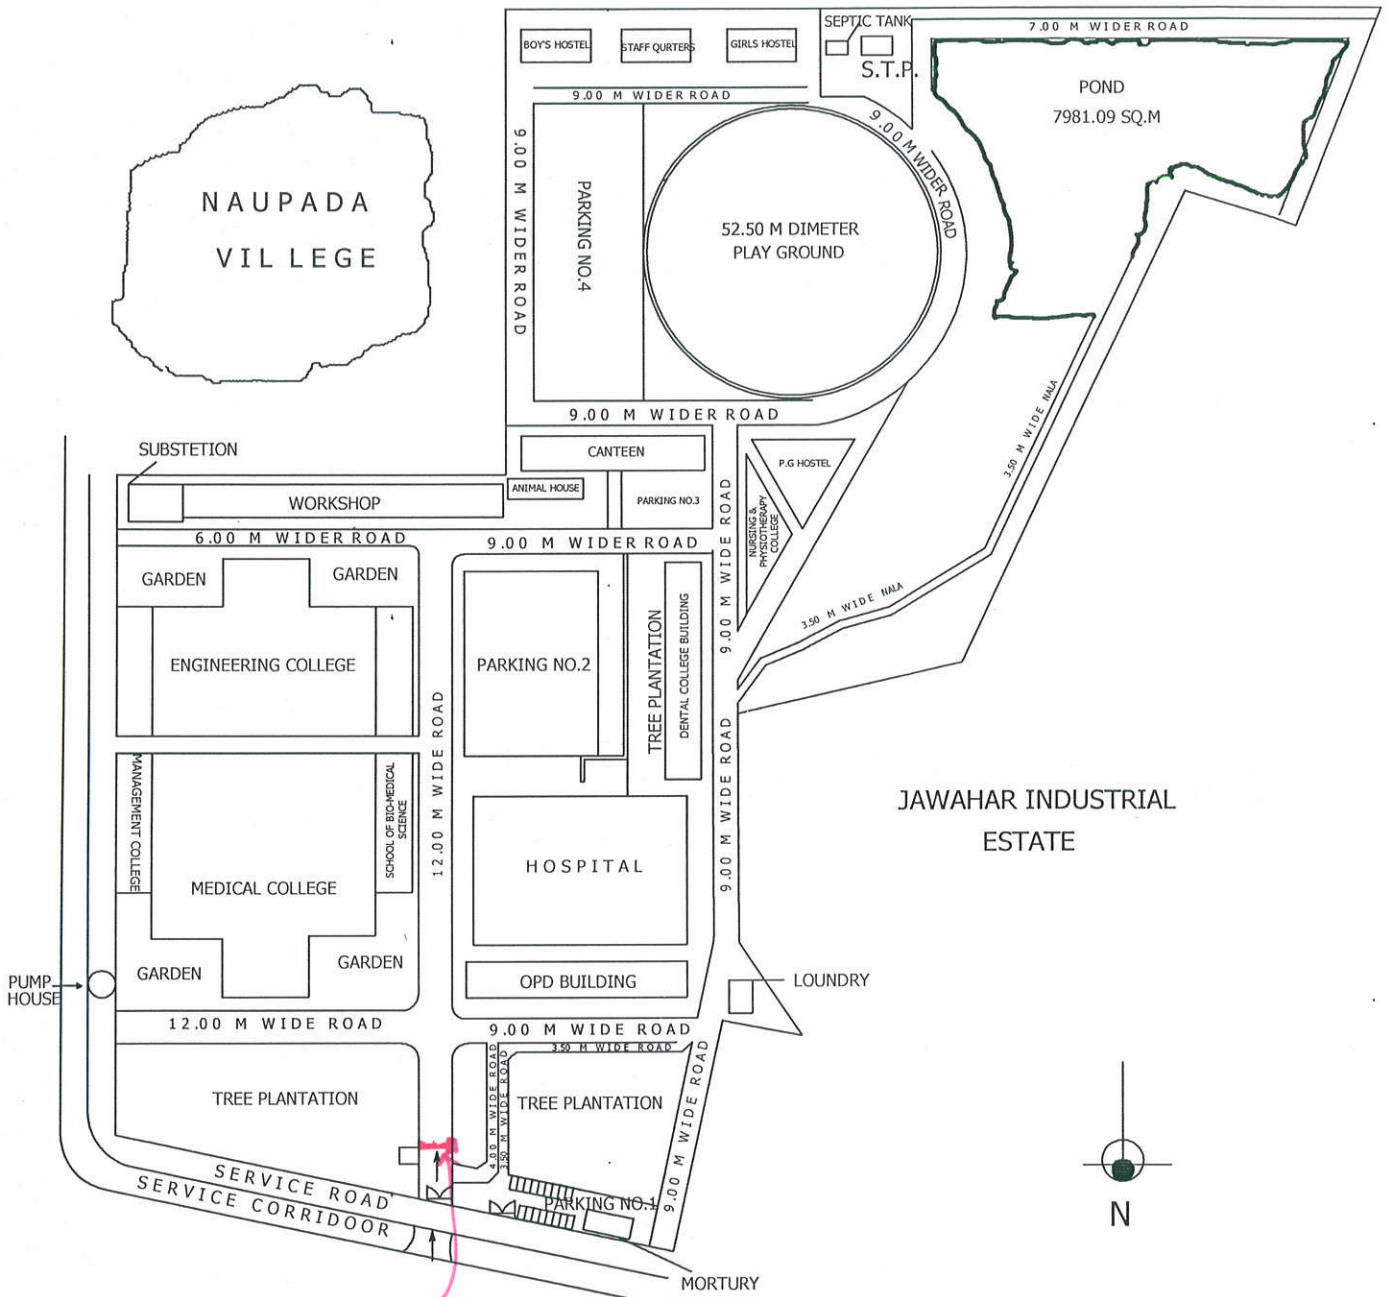 SEPTIC TANK
7.00 M WIDER ROAD
BOY'S HOSTEL
STAFF QURTERS
GIRLS HOSTEL
S.T.P.
POND
7981.09 SQ.M
9.00 M WIDER ROAD
9.00 M WIDER ROAD
9.00 M WIDER ROAD
NAUPADA
VIL LEGE
PARKING NO.4
52.50 M DIMETER
PLAY GROUND
9.00 M WIDER ROAD
3.50 M WIDE NALA
SUBSTETION
CANTEEN
P.G HOSTEL
WORKSHOP
ANIMAL HOUSE
PARKING NO.3
9.00 M WIDE ROAD
NURSING &
PHYSIOTHERAPY
COLLEGE
6.00 M WIDER ROAD
9.00 M WIDER ROAD
GARDEN
GARDEN
3.50 M WIDE NALA
ENGINEERING COLLEGE
PARKING NO.2
TREE PLANTATION
DENTAL COLLEGE BUILDING
12.00 M WIDE ROAD
9.00 M WIDE ROAD
MANAGEMENT COLLEGE
SCHOOL OF BIO-MEDICAL
SCIENCE
JAWAHAR INDUSTRIAL
ESTATE
MEDICAL COLLEGE
HOSPITAL
GARDEN
GARDEN
PUMP
HOUSE
OPD BUILDING
LOUNDRY
12.00 M WIDE ROAD
9.00 M WIDE ROAD
3.50 M WIDE ROAD
4.00 M WIDE ROAD
3.50 M WIDE ROAD
9.00 M WIDE ROAD
TREE PLANTATION
TREE PLANTATION
SERVICE ROAD
SERVICE CORRIDOOR
PARKING NO.1
N
MORTURY